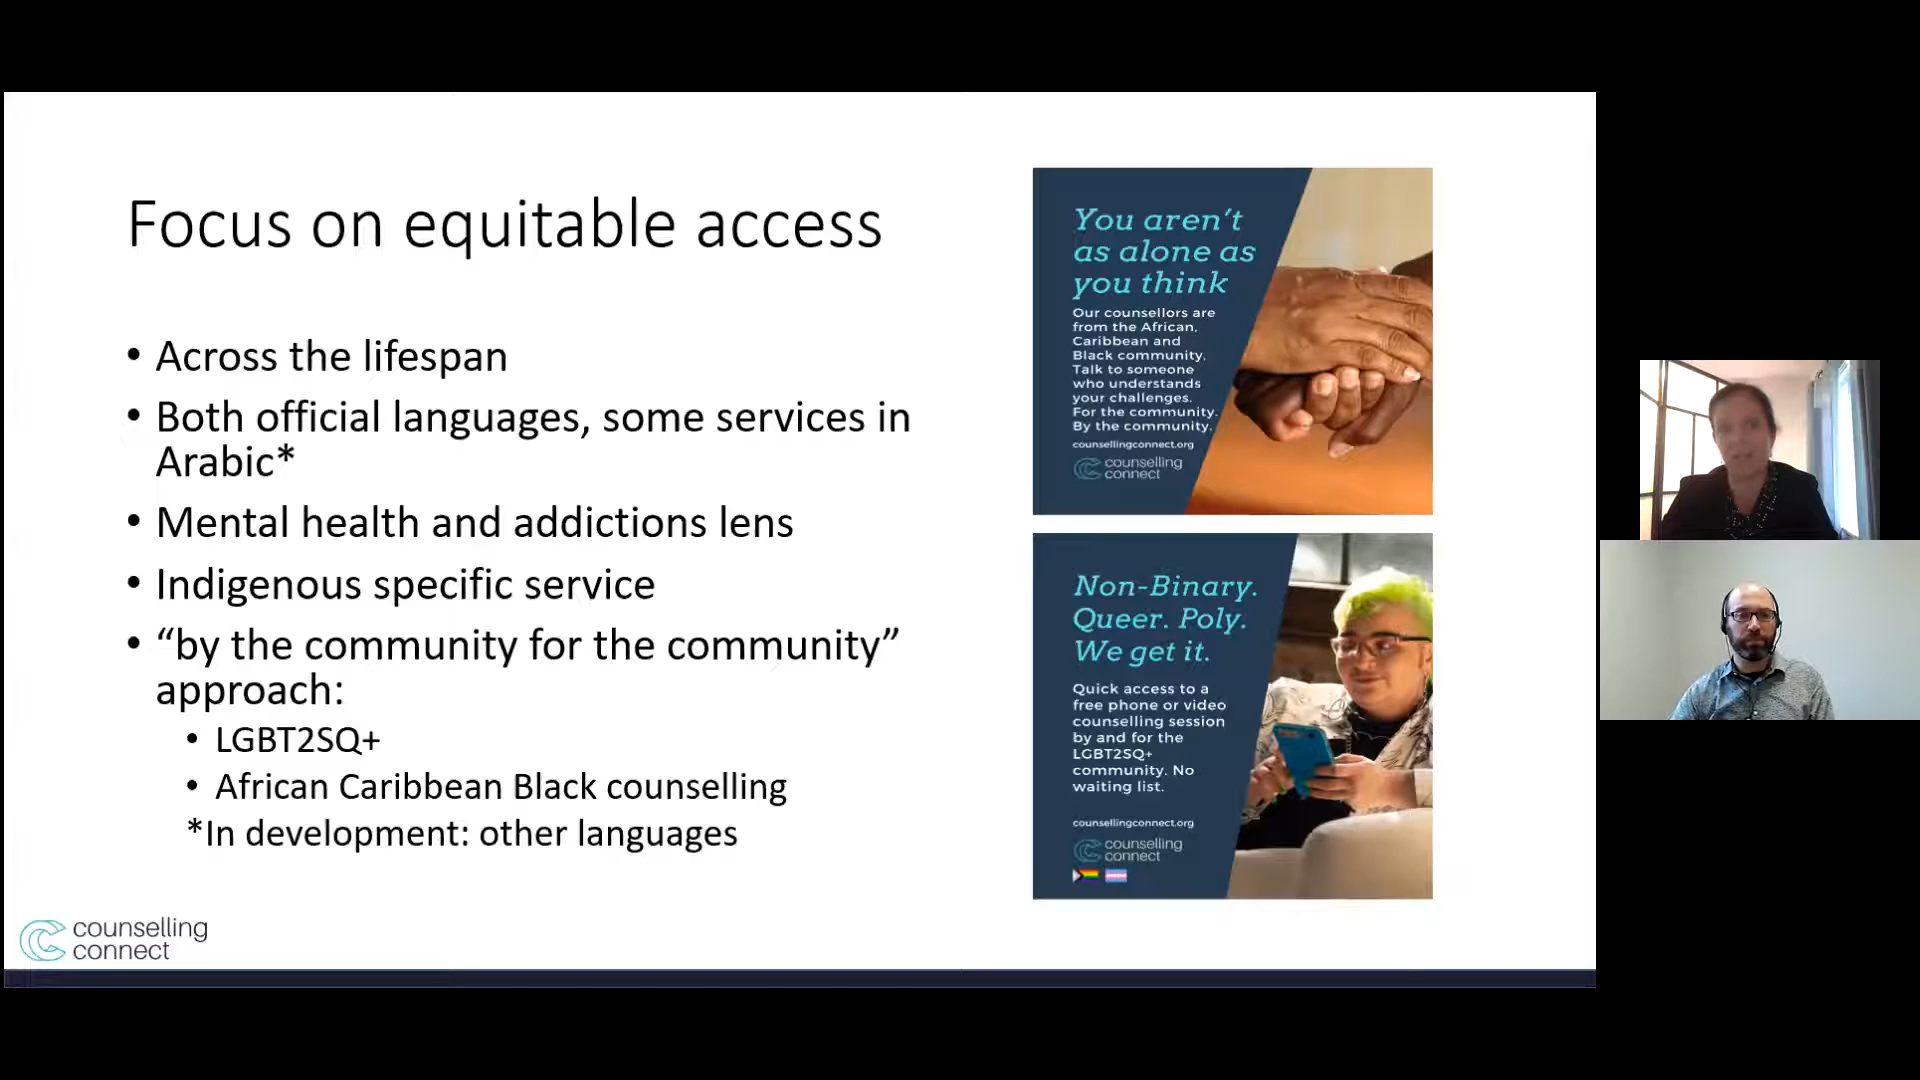 Focus on equitable access
• Across the lifespan
• Both official languages, some services in
Arabic*
• Mental health and addictions lens
• Indigenous specific service
• “by the community for the community”
approach:
• LGBT2SQ+
• African Caribbean Black counselling
*In development: other languages
counselling
connect
You aren’t
as alone as
you think
Our counsellors are
from the African,
Caribbean and
Black community.
Talk to someone
who understands
your challenges.
For the community.
By the community.
counsellingconnect.org
counselling
connect
Non-Binary.
Queer. Poly.
We get it.
Quick access to a
free phone or video
counselling session
by and for the
LGBT2SQ+
community. No
waiting list.
counsellingconnect.org
counselling
connect